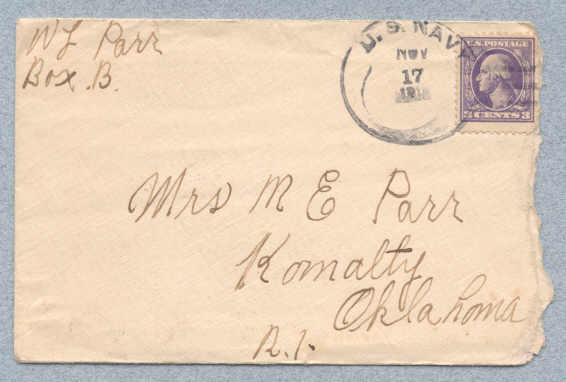 W L Parr
Box. B.
U. S. NAVY
NOV
17
U.S. POSTAGE
3 CENTS 3
Mrs M E Parr
Komalty
Oklahoma
R.1.